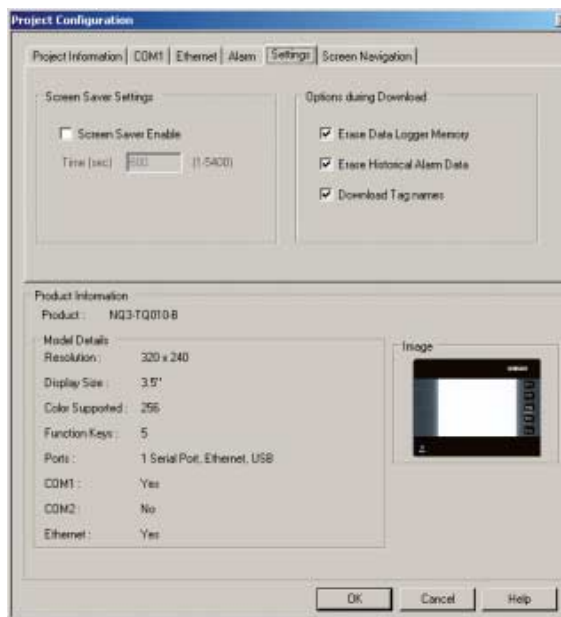 Project Configuration
Project Information COM1 Ethernet Alarm Settings Screen Navigation
Screen Saver Settings
Screen Saver Enable
Time (sec) 600 (1-5400)
Options during Download
Erase Data Logger Memory
Erase Historical Alarm Data
Download Tag names
Product Information
Product : NQ3-TQ010-B
Model Details
Resolution : 320 x 240
Display Size : 3.5"
Color Supported : 256
Function Keys : 5
Ports : 1 Serial Port, Ethernet, USB
COM1 : Yes
COM2 : No
Ethernet : Yes
Image
OK Cancel Help